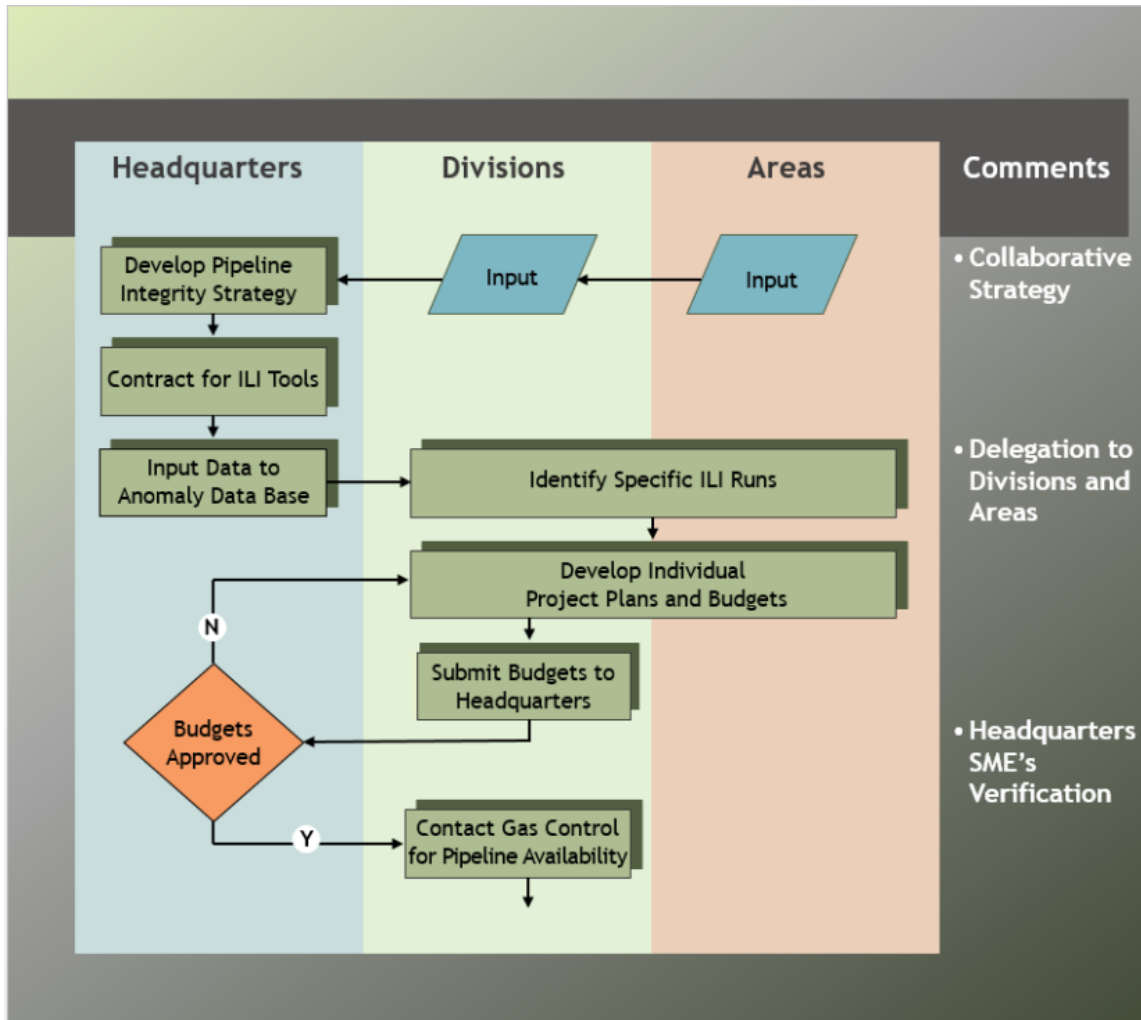 Headquarters
Divisions
Areas
Comments
Develop Pipeline
Integrity Strategy
Input
Input
• Collaborative
Strategy
Contract for ILI Tools
Input Data to
Anomaly Data Base
Identify Specific ILI Runs
• Delegation to
Divisions and
Areas
Develop Individual
Project Plans and Budgets
N
Submit Budgets to
Headquarters
Budgets
Approved
• Headquarters
SME's
Verification
Y
Contact Gas Control
for Pipeline Availability